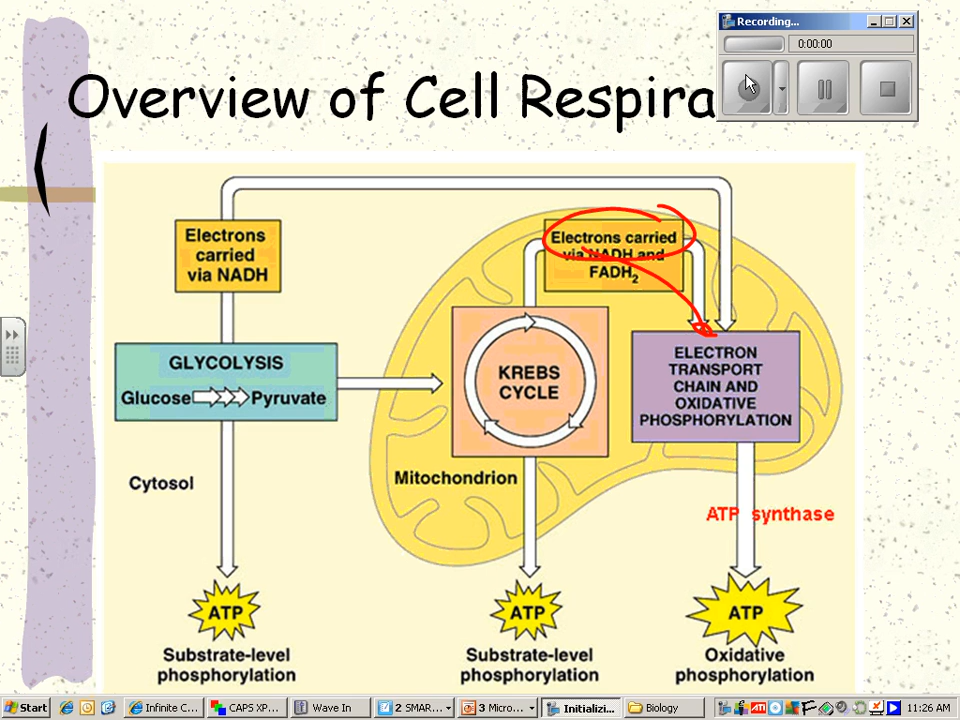 Recording...
0:00:00
Overview of Cell Respira
Electrons
carried
via NADH
Electrons carried
via NADH and
FADH2
GLYCOLYSIS
Glucose Pyruvate
KREBS
CYCLE
ELECTRON
TRANSPORT
CHAIN AND
OXIDATIVE
PHOSPHORYLATION
Cytosol
Mitochondrion
ATP synthase
ATP
ATP
ATP
Substrate-level
phosphorylation
Substrate-level
phosphorylation
Oxidative
phosphorylation
Start
Infinite C...
CAPS XP...
Wave In
2 SMAR...
3 Micro...
Initializi...
Biology
11:26 AM